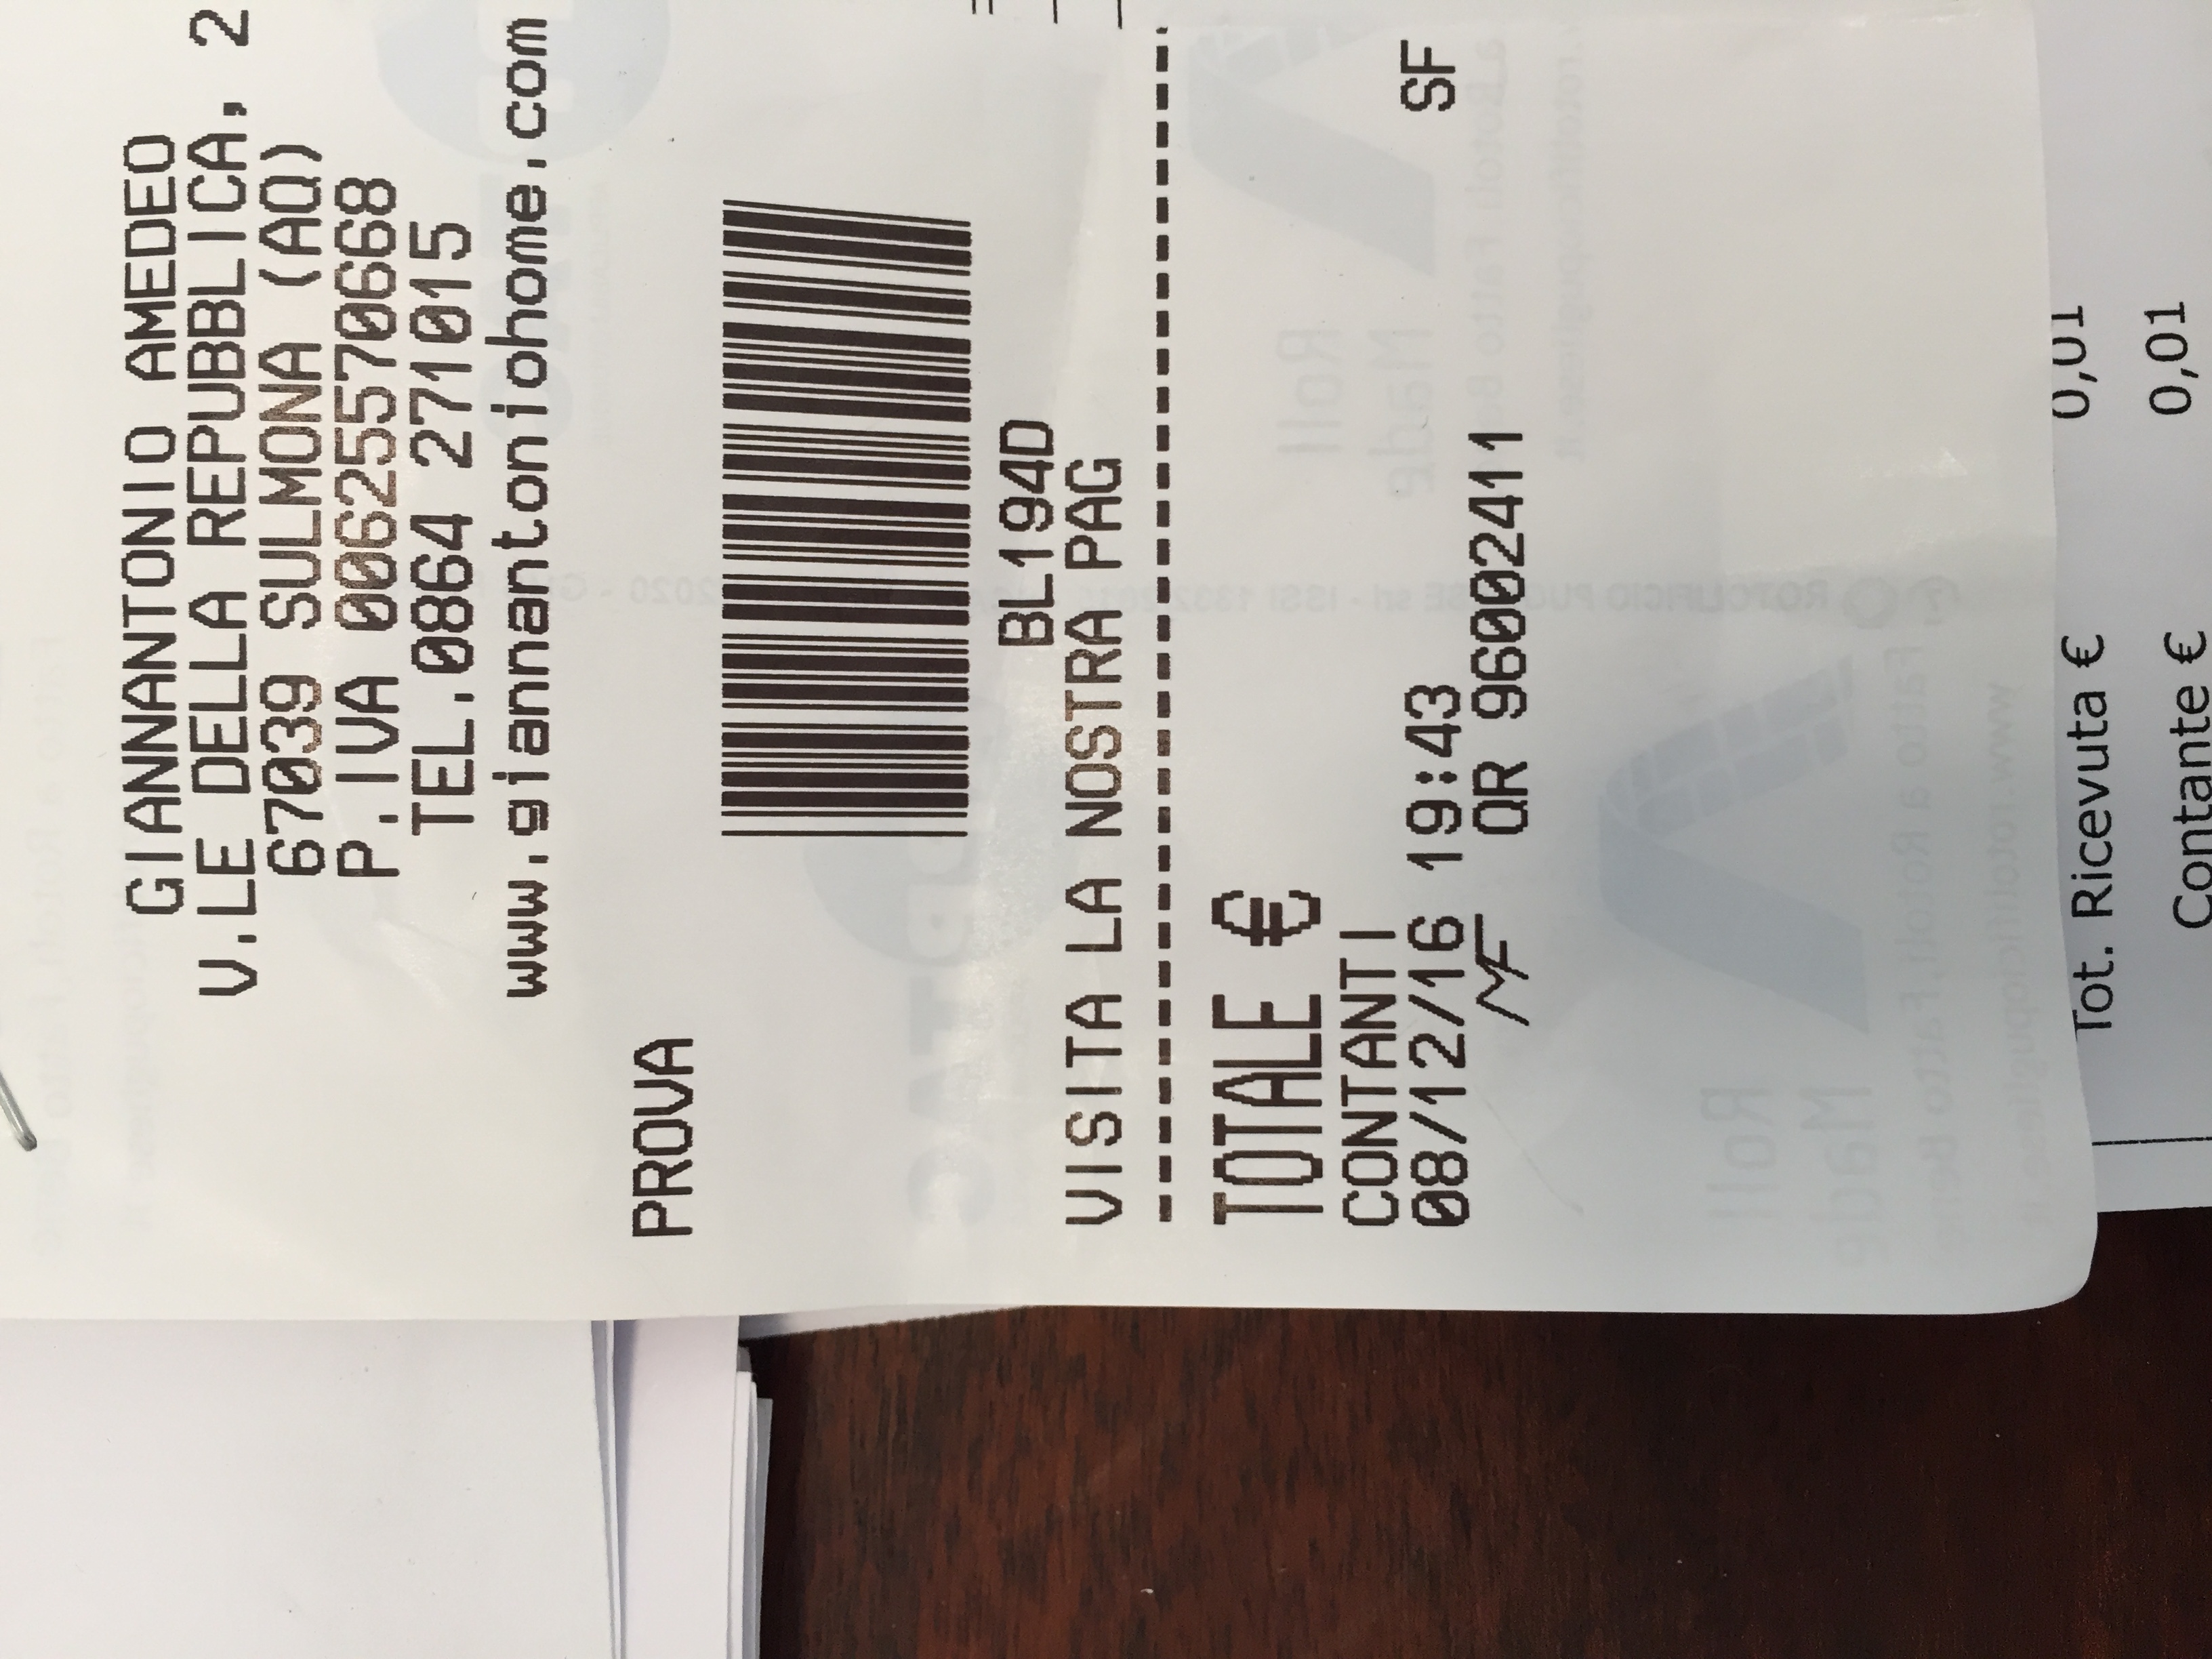 GIANNANTONIO AMEDEO
V.LE DELLA REPUBBLICA, 2
67039 SULMONA (AQ)
P.IVA 00625570668
TEL.0864 271015
www.giannantoniohome.com
PROVA
BL194D
VISITA LA NOSTRA PAG
TOTALE €
CONTANTI
08/12/16 19:43 SF
MF QR 96002411
Tot. Ricevuta € 0,01
Contante € 0,01